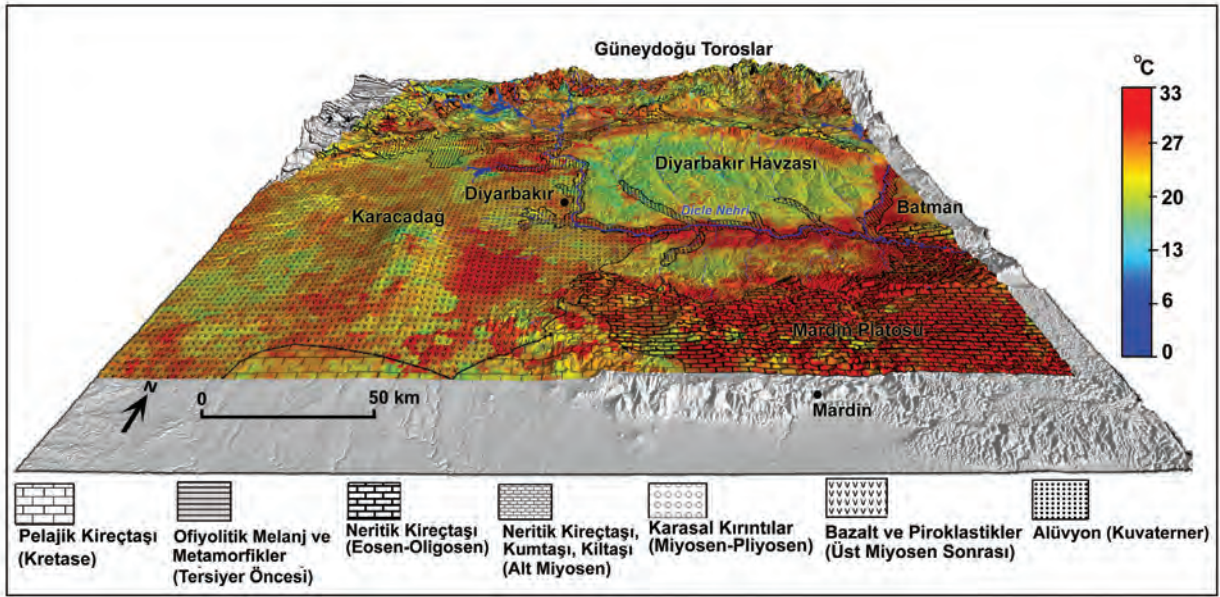 Güneydoğu Toroslar
°C
33
27
20
13
6
0
Diyarbakır Havzası
Diyarbakır
Karacadağ
Dicle Nehri
Batman
Mardin Platosu
N
0 50 km
Mardin
Pelajik Kireçtaşı
(Kretase)
Ofiyolitik Melanj ve
Metamorfikler
(Tersiyer Öncesi)
Neritik Kireçtaşı
(Eosen-Oligosen)
Neritik Kireçtaşı,
Kumtaşı, Kiltaşı
(Alt Miyosen)
Karasal Kırıntılar
(Miyosen-Pliyosen)
Bazalt ve Piroklastikler
(Üst Miyosen Sonrası)
Alüvyon (Kuvaterner)